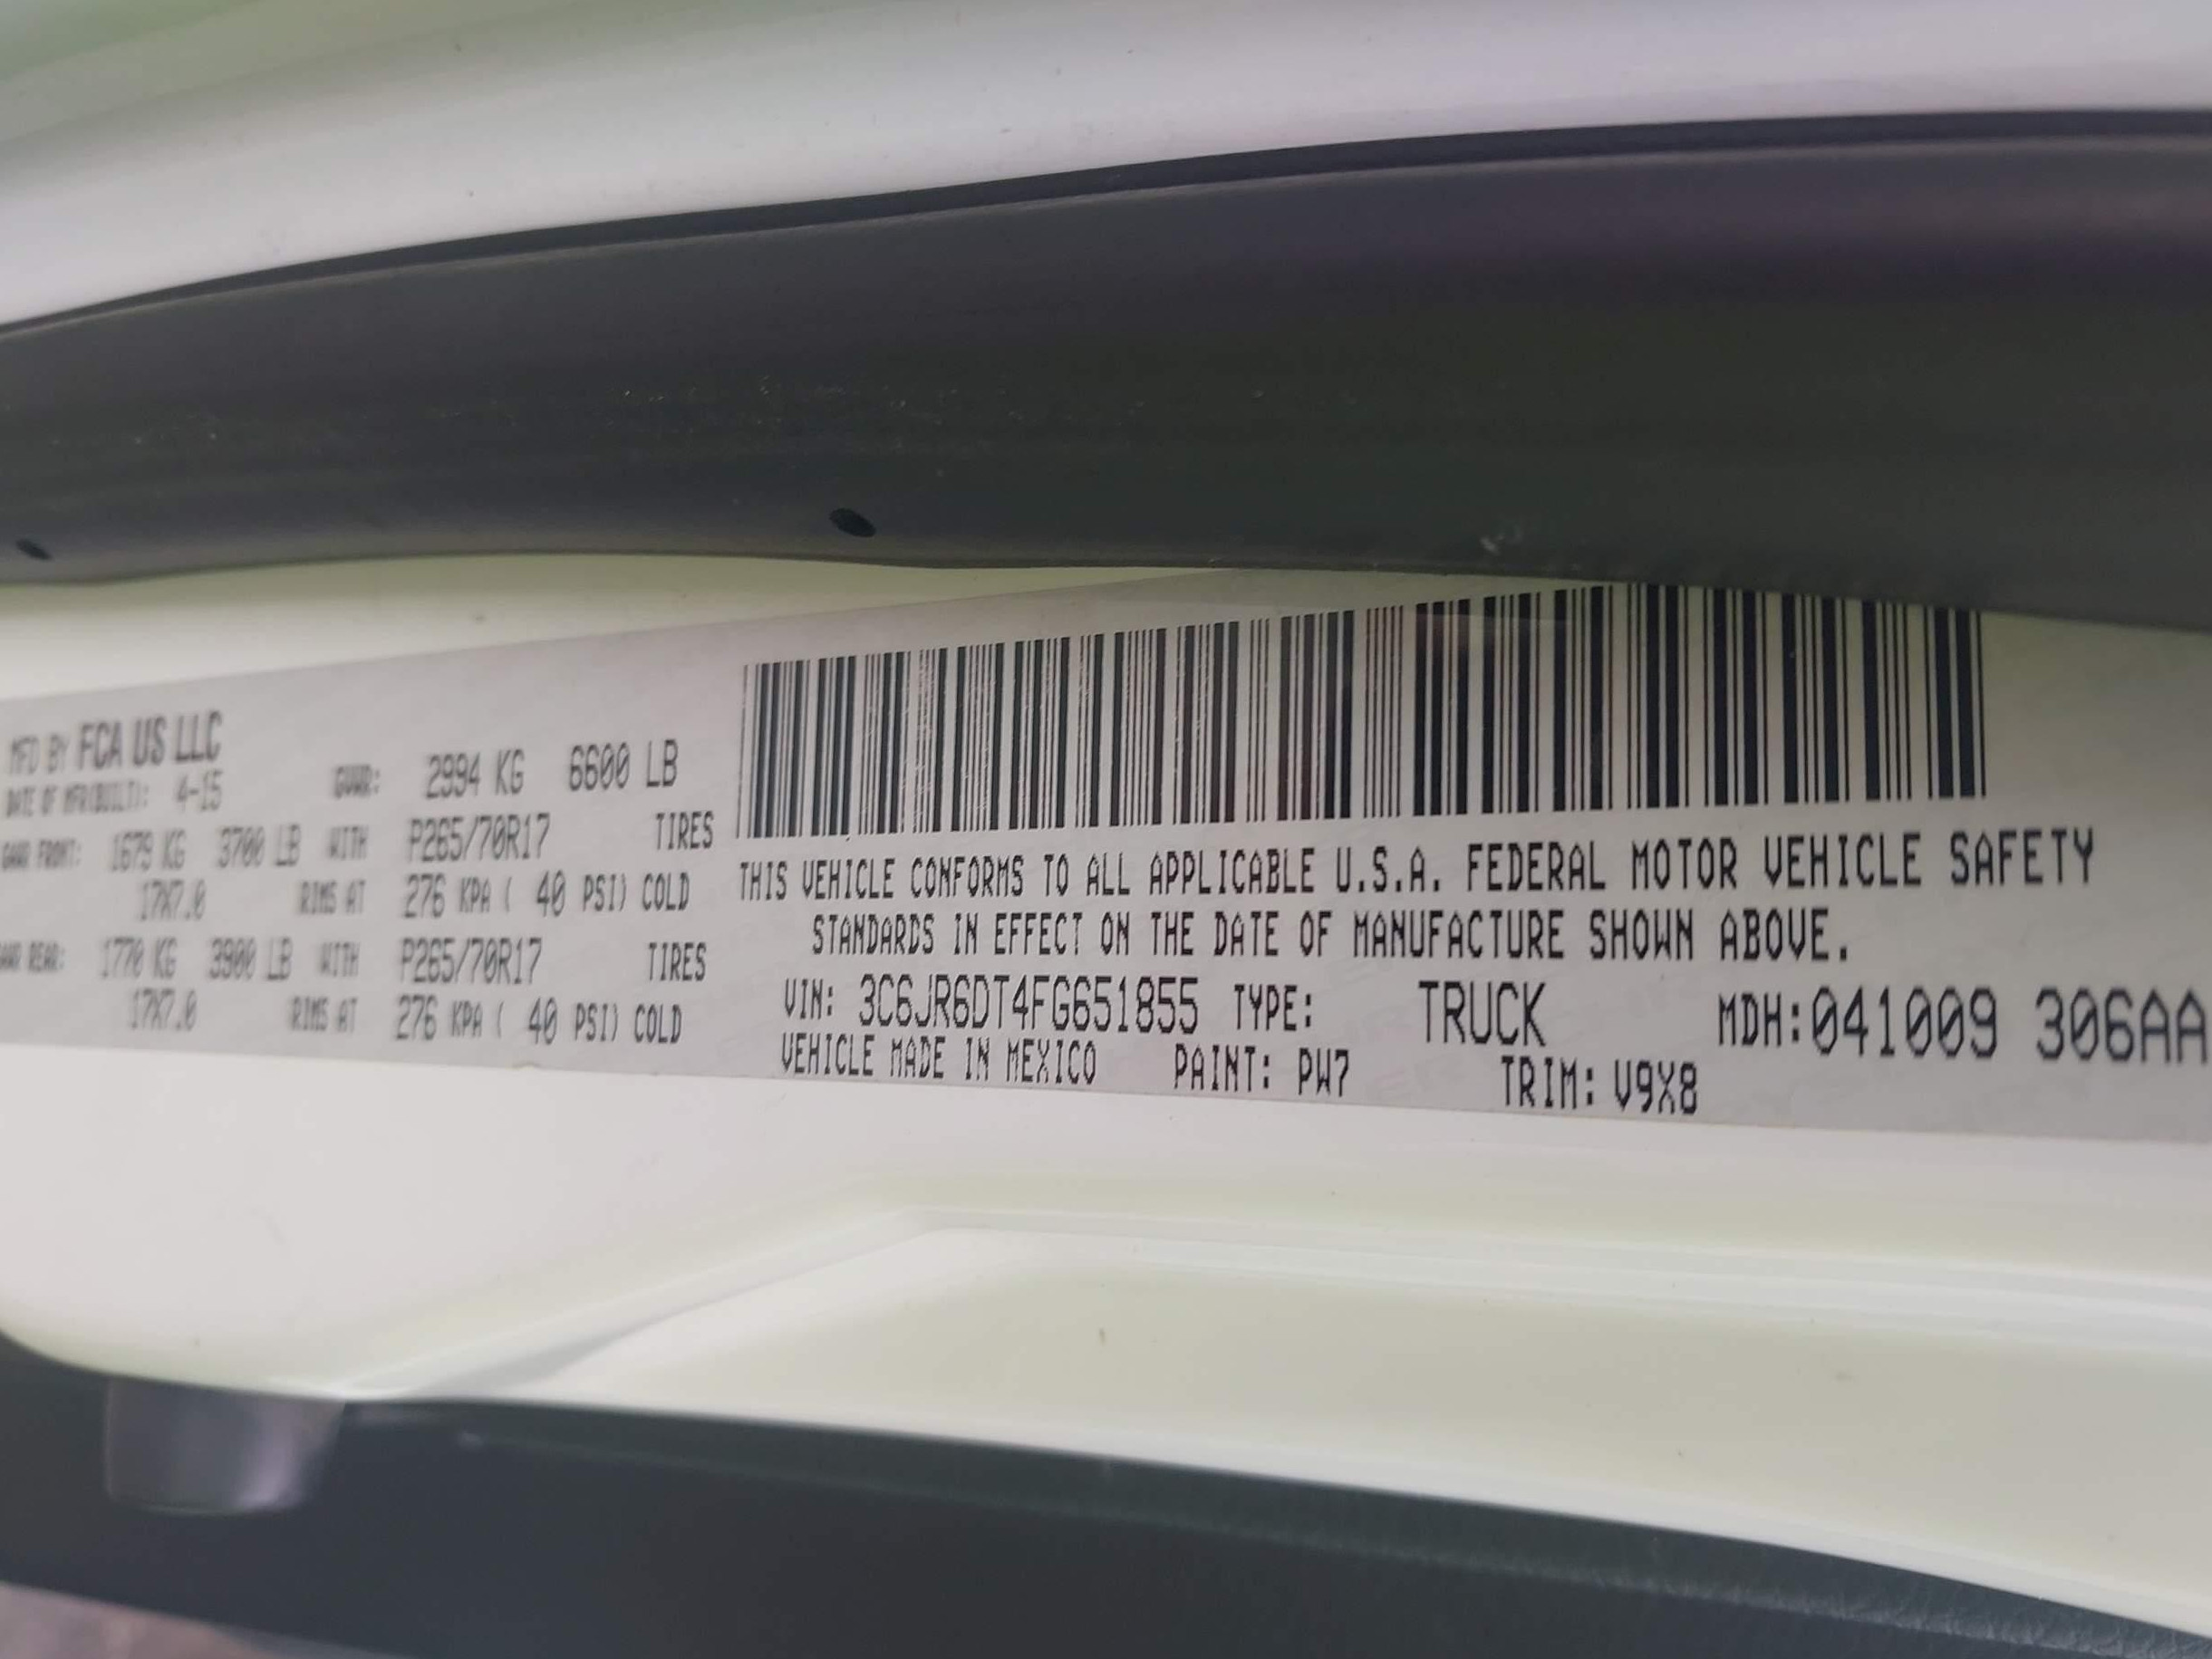 MFD BY FCA US LLC
DATE OF MFR(BUILT): 4-15 GVWR: 2994 KG 6600 LB
GAWR FRONT: 1679 KG 3700 LB WITH P265/70R17 TIRES
17X7.0 RIMS AT 276 KPA ( 40 PSI) COLD
GAWR REAR: 1770 KG 3900 LB WITH P265/70R17 TIRES
17X7.0 RIMS AT 276 KPA ( 40 PSI) COLD
THIS VEHICLE CONFORMS TO ALL APPLICABLE U.S.A. FEDERAL MOTOR VEHICLE SAFETY
STANDARDS IN EFFECT ON THE DATE OF MANUFACTURE SHOWN ABOVE.
VIN: 3C6JR6DT4FG651855 TYPE: TRUCK MDH:041009 306AA
VEHICLE MADE IN MEXICO PAINT: PW7 TRIM: V9X8